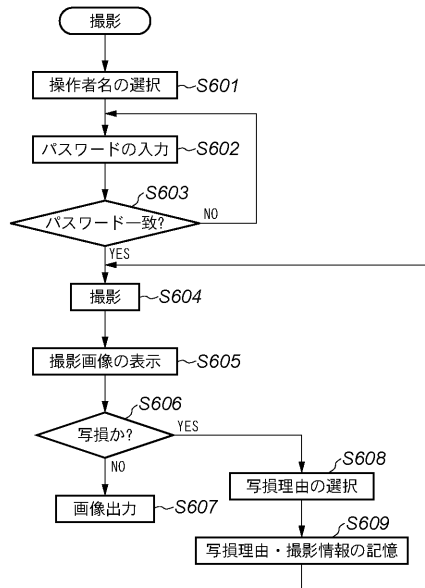 撮影
操作者名の選択
S601
パスワードの入力
S602
S603
パスワード一致?
NO
YES
撮影
S604
撮影画像の表示
S605
S606
写損か?
YES
NO
S608
写損理由の選択
画像出力
S607
S609
写損理由・撮影情報の記憶